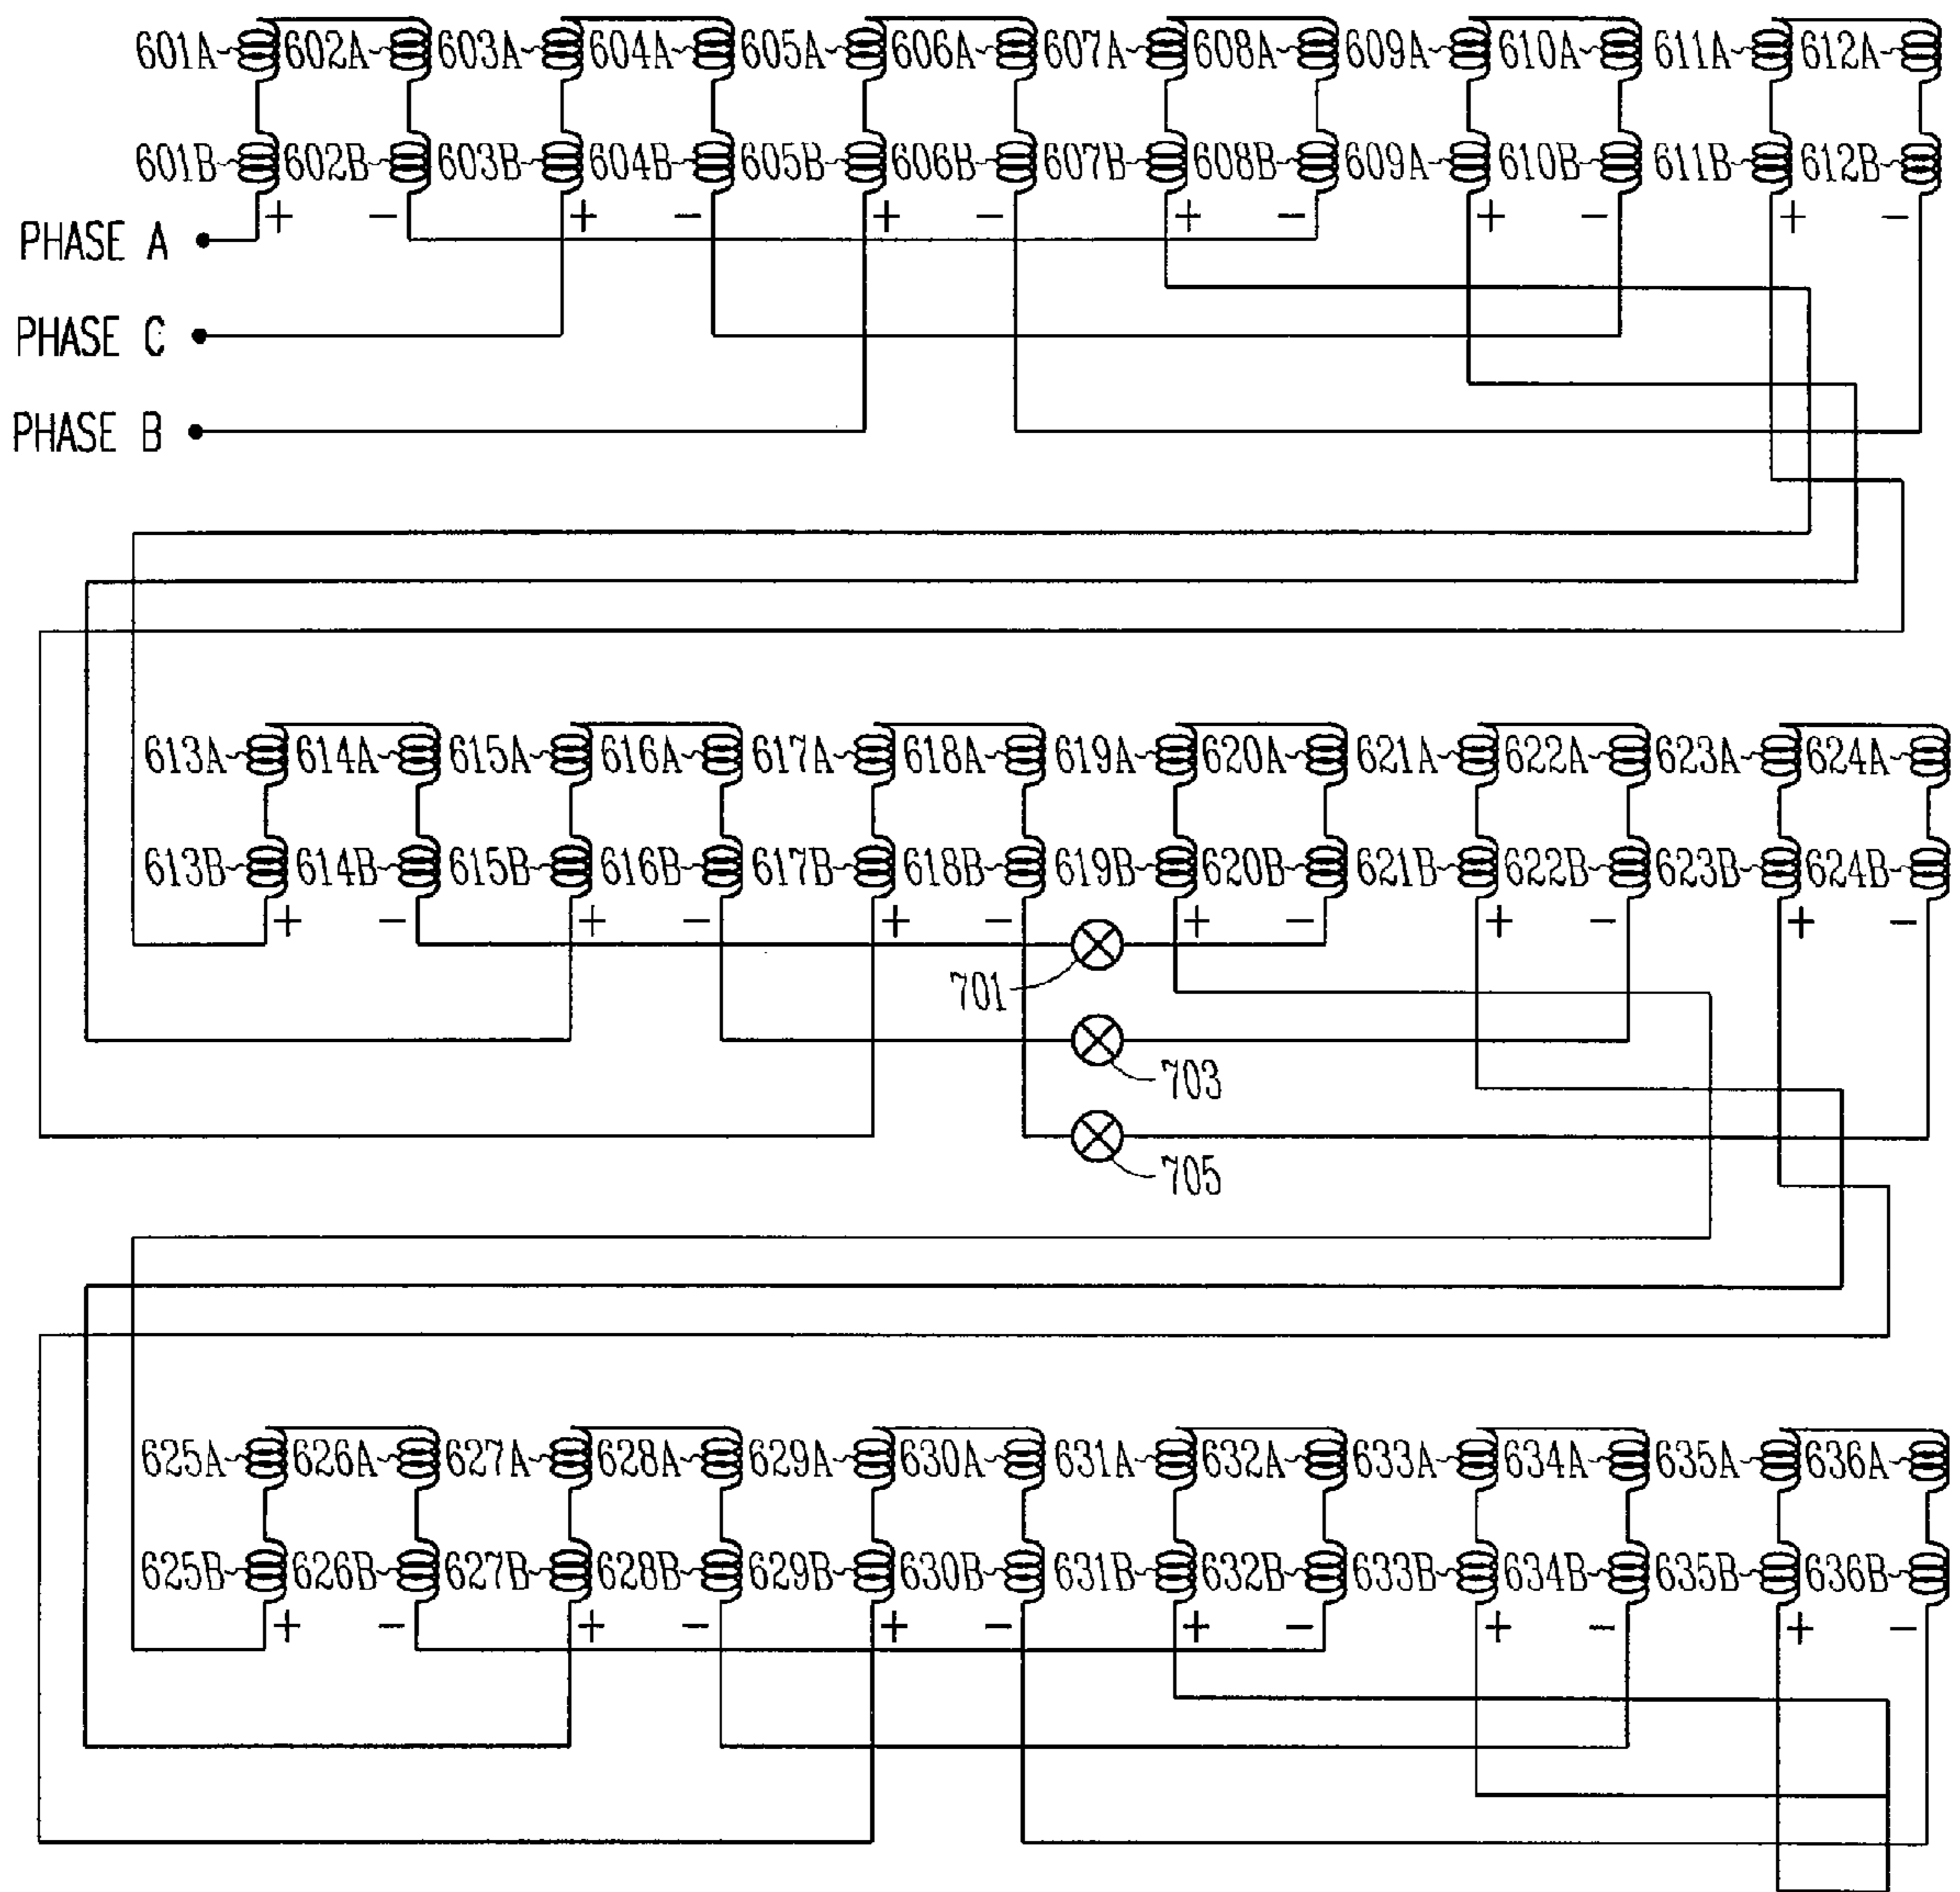 601A 602A 603A 604A 605A 606A 607A 608A 609A 610A 611A 612A
601B 602B 603B 604B 605B 606B 607B 608B 609A 610B 611B 612B
+ − + − + − + − + − + −
PHASE A
PHASE C
PHASE B
613A 614A 615A 616A 617A 618A 619A 620A 621A 622A 623A 624A
613B 614B 615B 616B 617B 618B 619B 620B 621B 622B 623B 624B
+ − + − + − + − + − + −
701
703
705
625A 626A 627A 628A 629A 630A 631A 632A 633A 634A 635A 636A
625B 626B 627B 628B 629B 630B 631B 632B 633B 634B 635B 636B
+ − + − + − + − + − + −